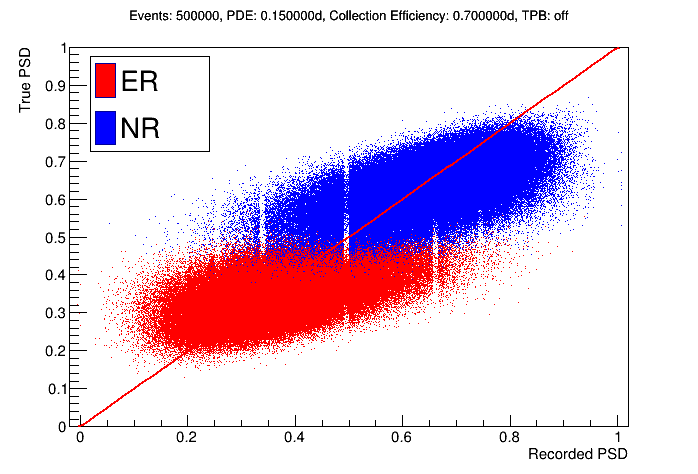 Events: 500000, PDE: 0.150000d, Collection Efficiency: 0.700000d, TPB: off
True PSD
1
0.9
0.8
0.7
0.6
0.5
0.4
0.3
0.2
0.1
0
ER
NR
0 0.2 0.4 0.6 0.8 1
Recorded PSD